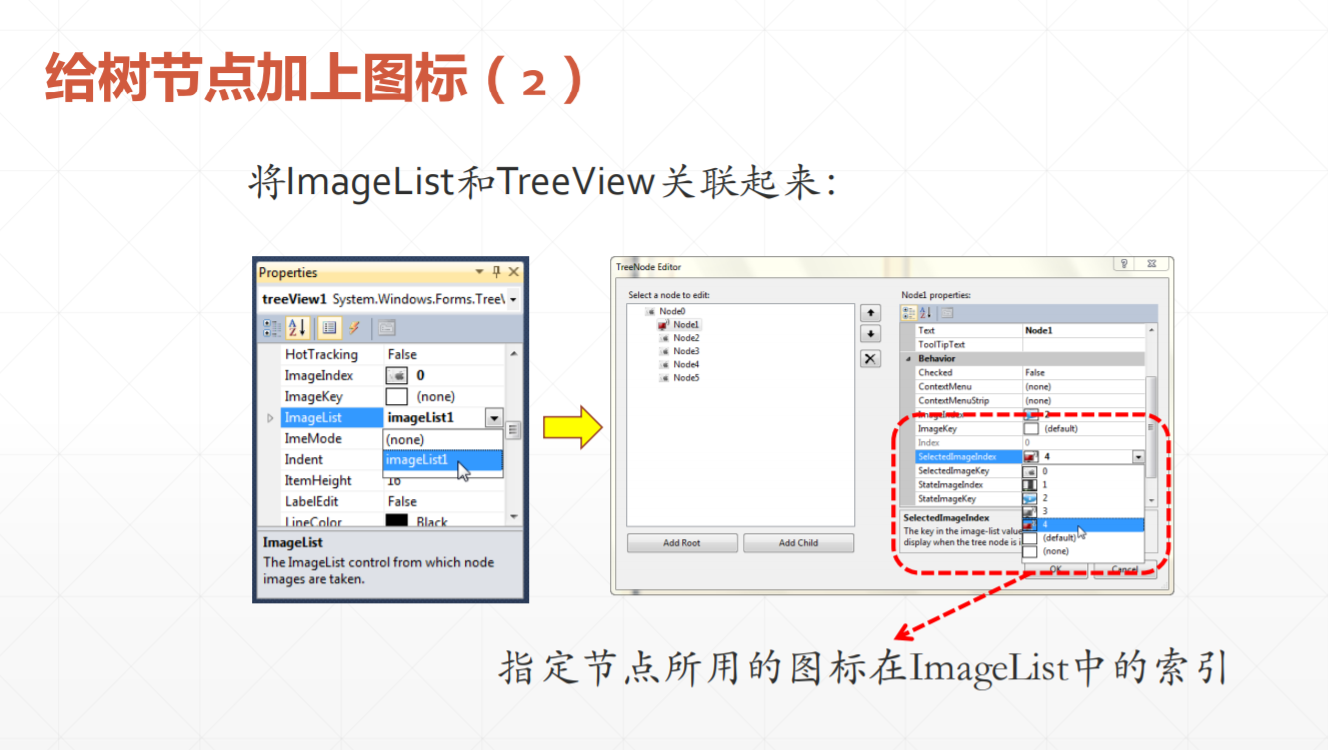 给树节点加上图标（2）
将ImageList和TreeView关联起来：
Properties
treeView1 System.Windows.Forms.TreeV
HotTracking False
ImageIndex 0
ImageKey (none)
ImageList imageList1
ImeMode (none)
Indent imageList1
ItemHeight 16
LabelEdit False
LineColor Black
ImageList
The ImageList control from which node
images are taken.
TreeNode Editor
Select a node to edit:
Node0
Node1
Node2
Node3
Node4
Node5
Add Root Add Child
Node1 properties:
Text Node1
ToolTipText
Behavior
Checked False
ContextMenu (none)
ContextMenuStrip (none)
ImageIndex 2
ImageKey (default)
Index 0
SelectedImageIndex 4
SelectedImageKey 0
StateImageIndex 1
StateImageKey 2
3
4
(default)
(none)
SelectedImageIndex
The key in the image-list value
display when the tree node is i
OK Cancel
指定节点所用的图标在ImageList中的索引